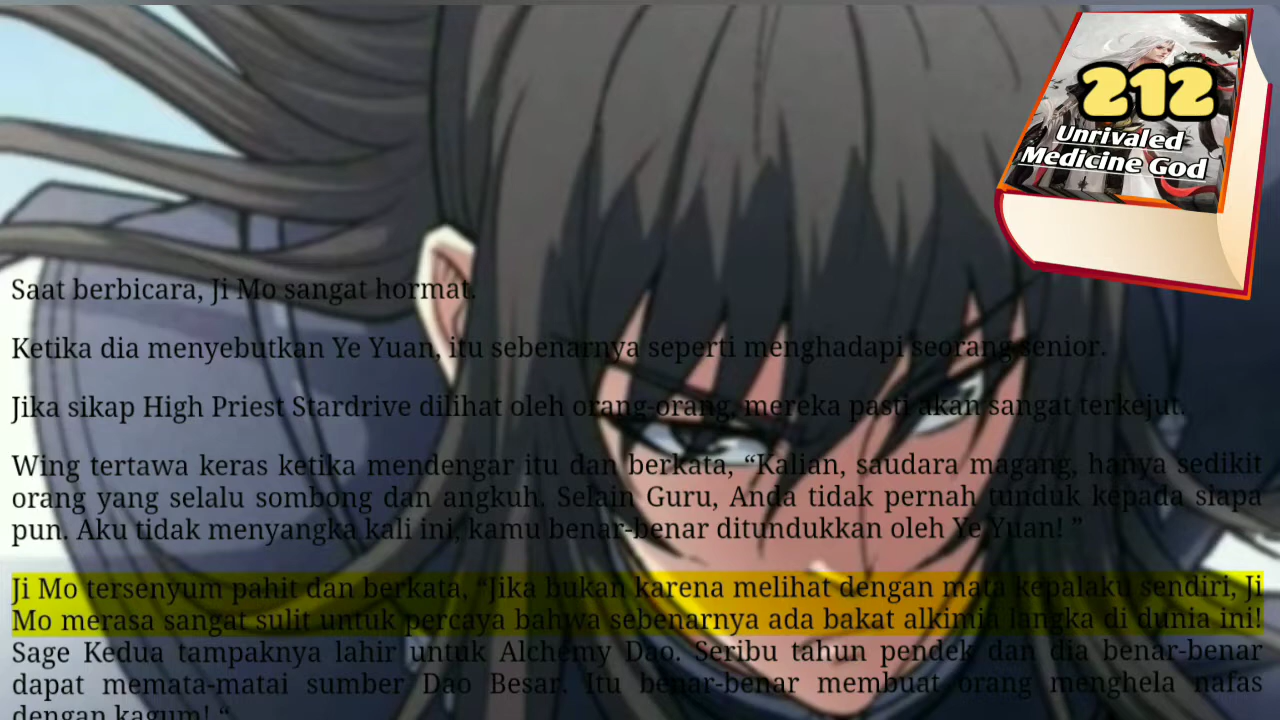 212
Unrivaled
Medicine God
Saat berbicara, Ji Mo sangat hormat.
Ketika dia menyebutkan Ye Yuan, itu sebenarnya seperti menghadapi seorang senior.
Jika sikap High Priest Stardrive dilihat oleh orang-orang, mereka pasti akan sangat terkejut.
Wing tertawa keras ketika mendengar itu dan berkata, “Kalian, saudara magang, hanya sedikit
orang yang selalu sombong dan angkuh. Selain Guru, Anda tidak pernah tunduk kepada siapa
pun. Aku tidak menyangka kali ini, kamu benar-benar ditundukkan oleh Ye Yuan! ”
Ji Mo tersenyum pahit dan berkata, “Jika bukan karena melihat dengan mata kepalaku sendiri, Ji
Mo merasa sangat sulit untuk percaya bahwa sebenarnya ada bakat alkimia langka di dunia ini!
Sage Kedua tampaknya lahir untuk Alchemy Dao. Seribu tahun pendek dan dia benar-benar
dapat memata-matai sumber Dao Besar. Itu benar-benar membuat orang menghela nafas
dengan kagum! “